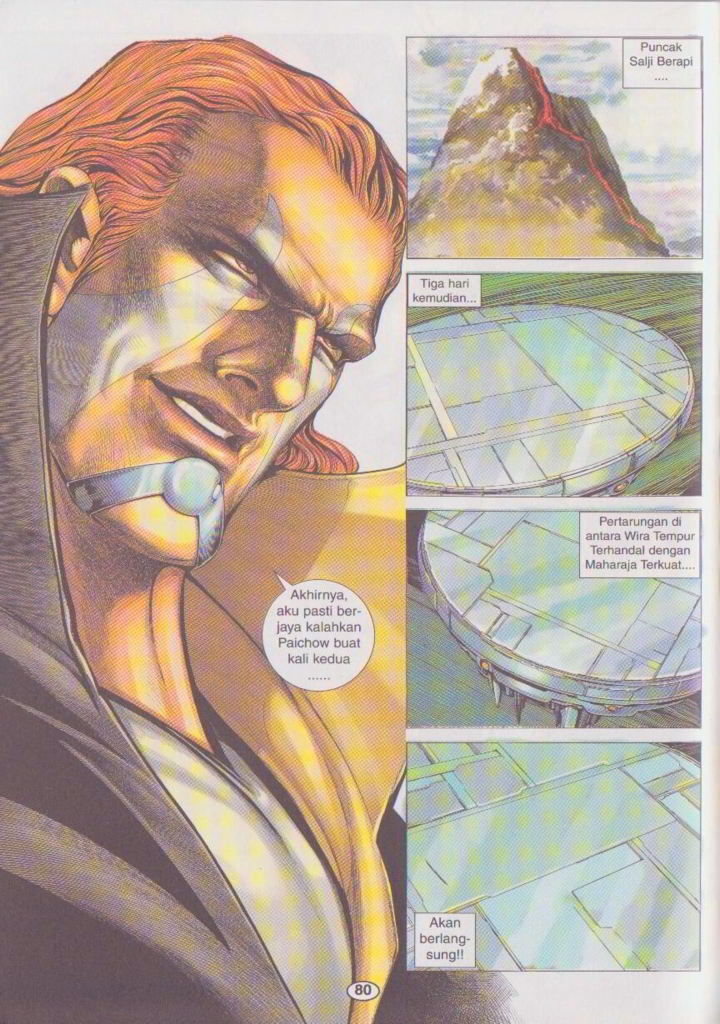 Akhirnya,
aku pasti ber-
jaya kalahkan
Paichow buat
kali kedua
......
Puncak
Salji Berapi
....
Tiga hari
kemudian...
Pertarungan di
antara Wira Tempur
Terhandal dengan
Maharaja Terkuat....
Akan
berlang-
sung!!
80